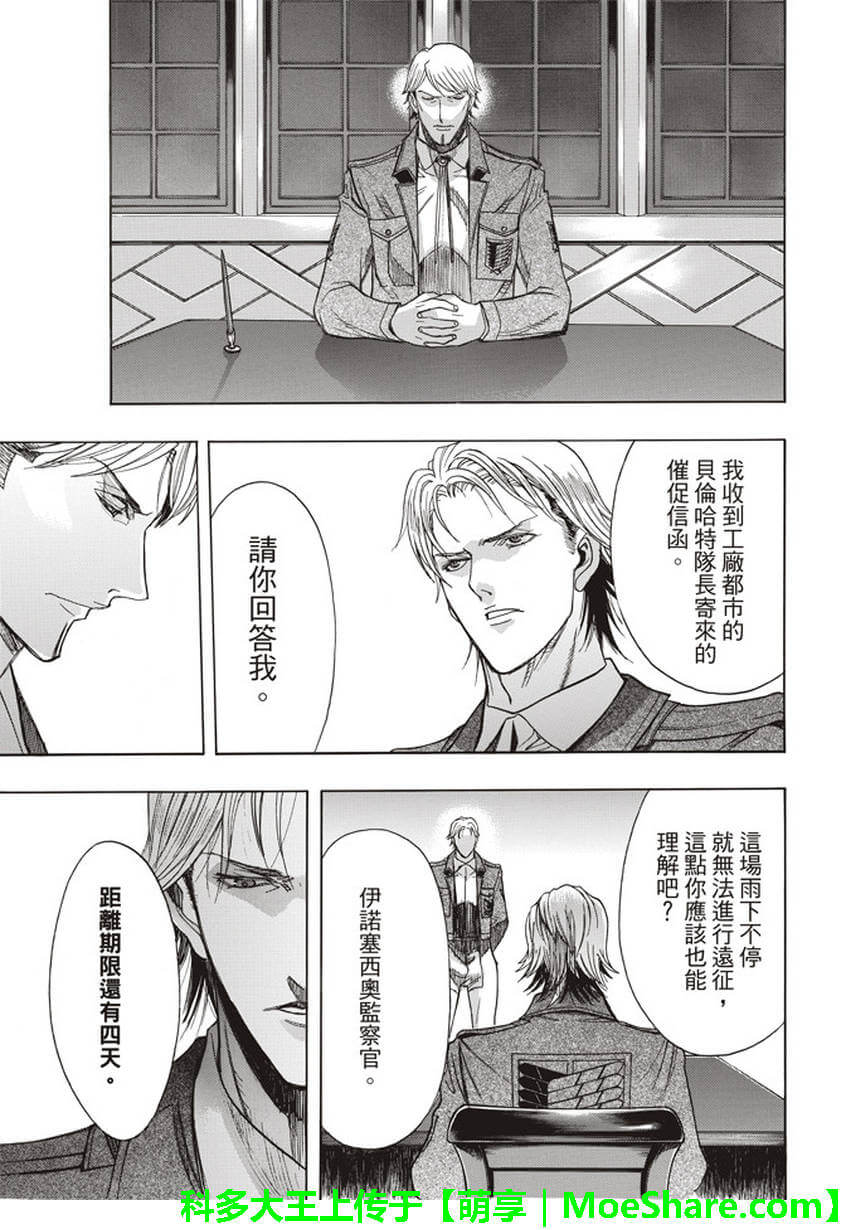 我收到工廠都市的
貝倫哈特隊長寄來的
催促信函。
請你回答我。
這場雨下不停
就無法進行遠征，
這點你應該也能
理解吧？
伊諾塞西奧監察官。
距離期限還有四天。
科多大王上传于【萌享｜MoeShare.com】